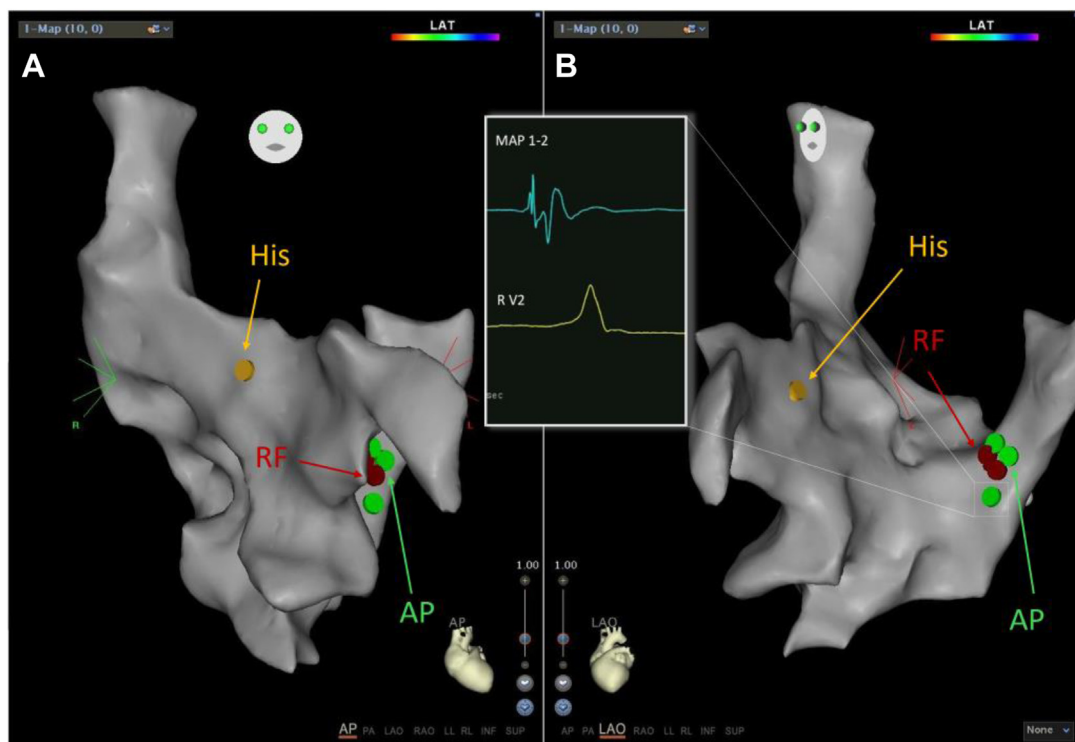 1-Map (10, 0)
LAT
A
His
RF
AP
R
L
1.00
AP
AP PA LAO RAO LL RL INF SUP
MAP 1-2
R V2
sec
1-Map (10, 0)
LAT
B
His
RF
L
AP
1.00
LAO
AP PA LAO RAO LL RL INF SUP
None